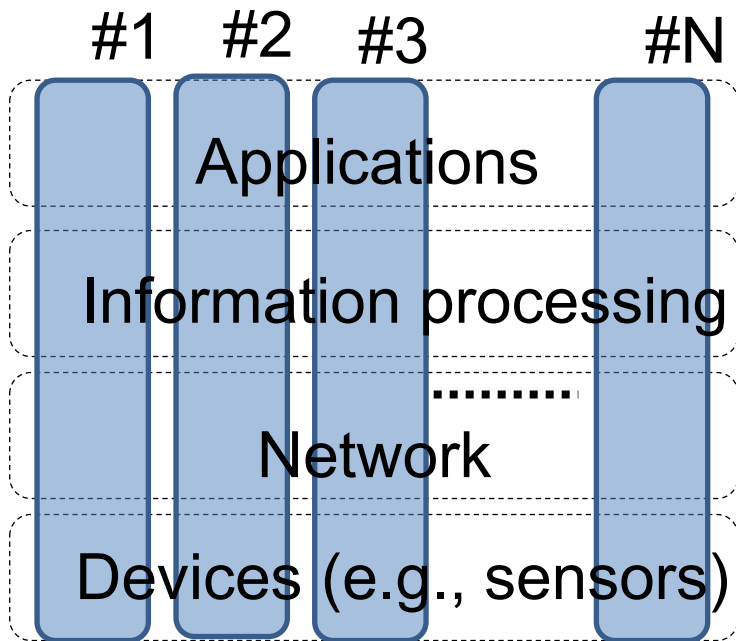 #1 #2 #3 #N
Applications
Information processing
Network
Devices (e.g., sensors)